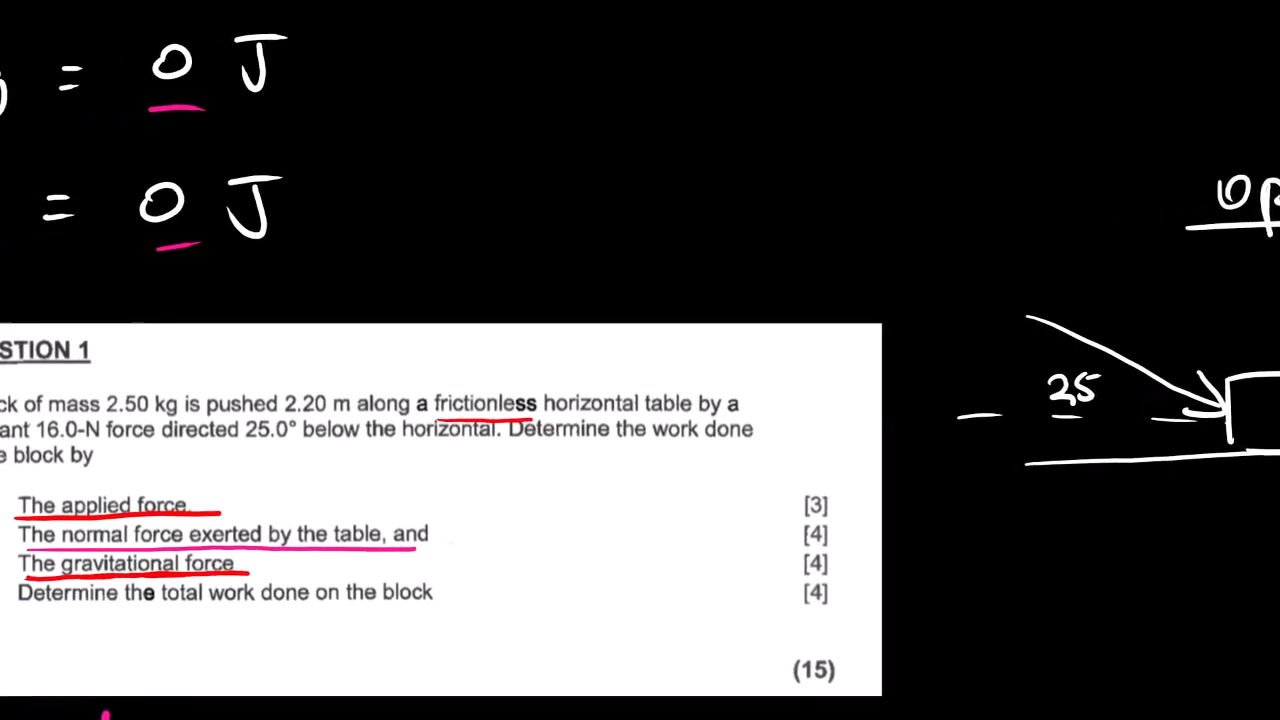 = 0 J
= 0 J
25
STION 1
ck of mass 2.50 kg is pushed 2.20 m along a frictionless horizontal table by a
ant 16.0-N force directed 25.0° below the horizontal. Determine the work done
e block by
The applied force. [3]
The normal force exerted by the table, and [4]
The gravitational force [4]
Determine the total work done on the block [4]
(15)